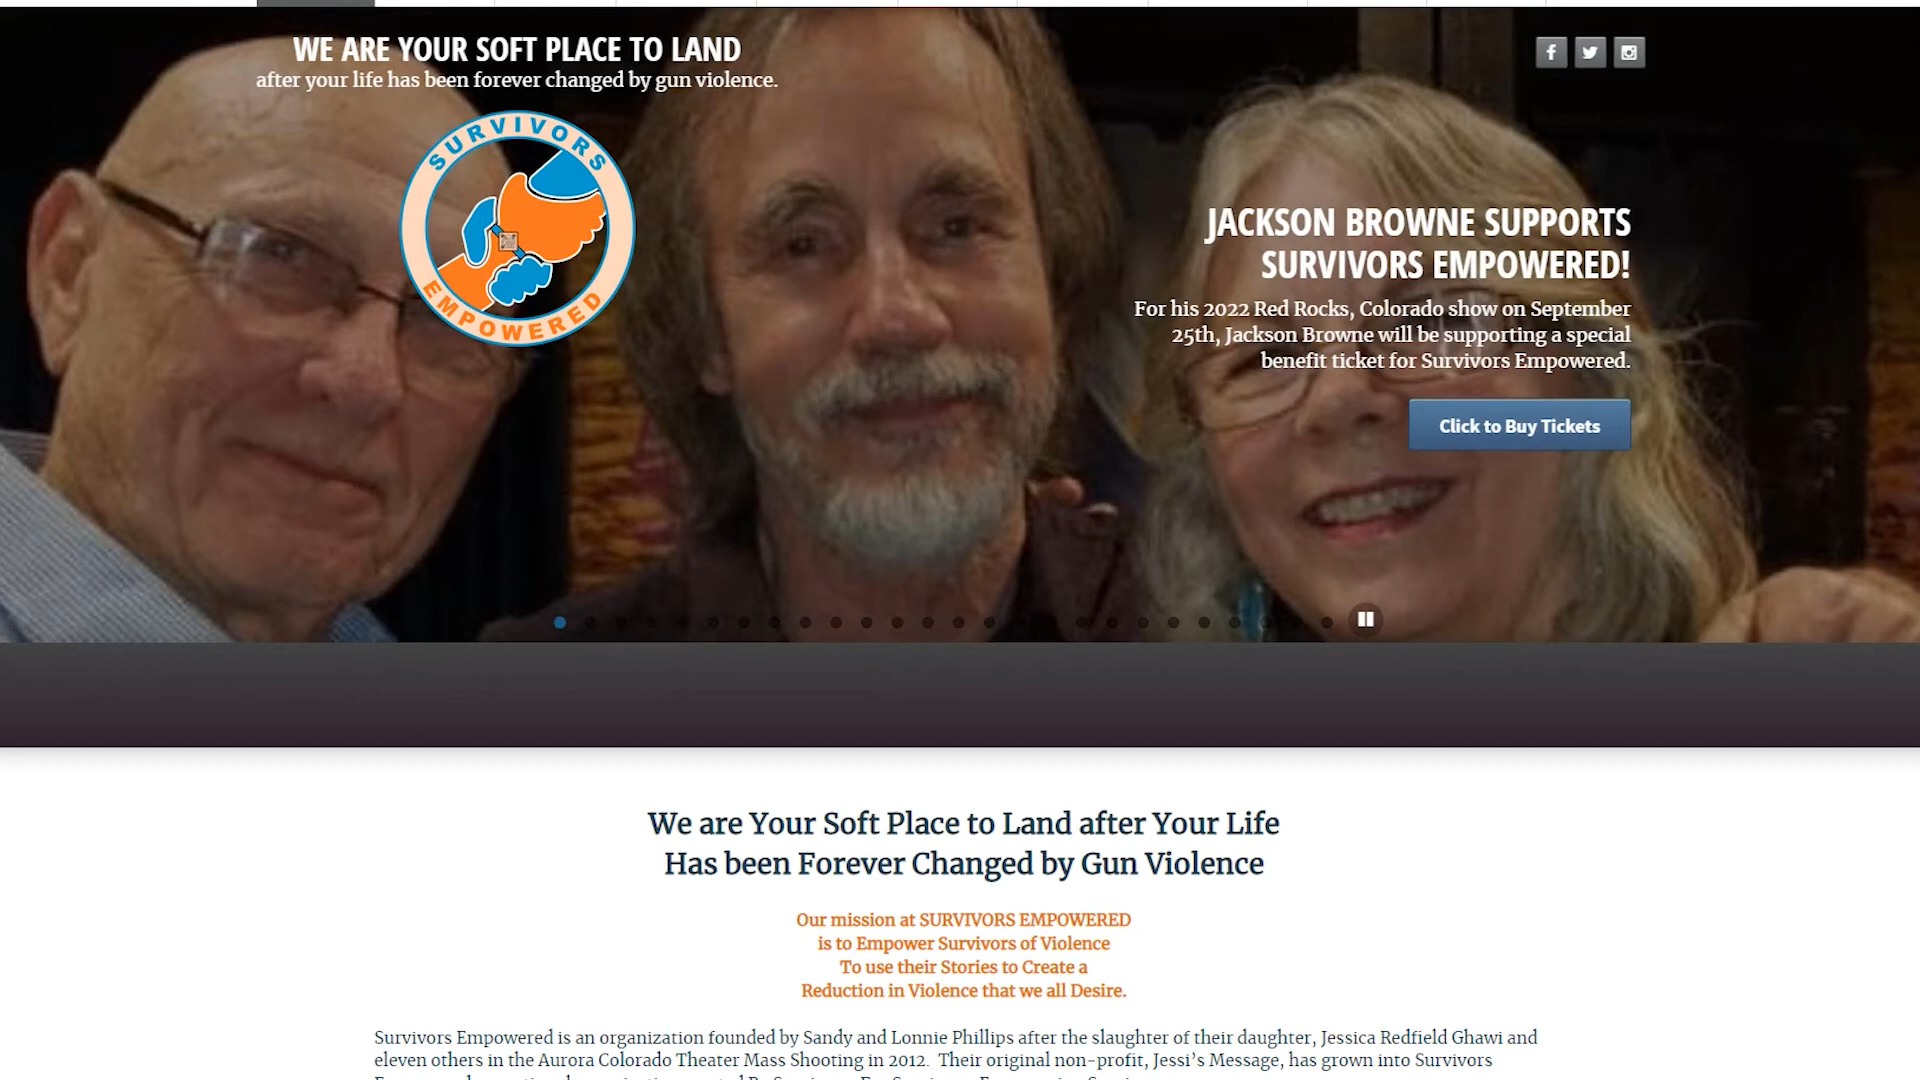 WE ARE YOUR SOFT PLACE TO LAND
after your life has been forever changed by gun violence.
SURVIVORS
EMPOWERED
JACKSON BROWNE SUPPORTS
SURVIVORS EMPOWERED!
For his 2022 Red Rocks, Colorado show on September
25th, Jackson Browne will be supporting a special
benefit ticket for Survivors Empowered.
Click to Buy Tickets
We are Your Soft Place to Land after Your Life
Has been Forever Changed by Gun Violence
Our mission at SURVIVORS EMPOWERED
is to Empower Survivors of Violence
To use their Stories to Create a
Reduction in Violence that we all Desire.
Survivors Empowered is an organization founded by Sandy and Lonnie Phillips after the slaughter of their daughter, Jessica Redfield Ghawi and
eleven others in the Aurora Colorado Theater Mass Shooting in 2012. Their original non-profit, Jessi’s Message, has grown into Survivors